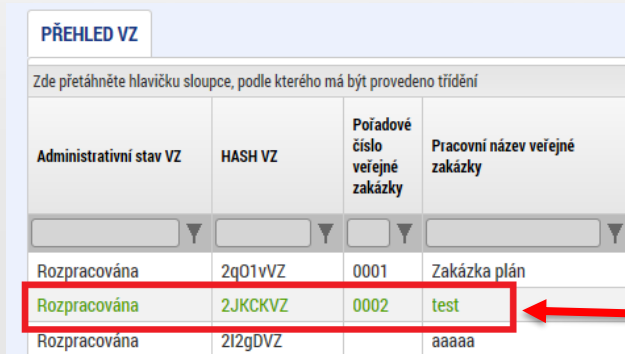 PŘEHLED VZ
Zde přetáhněte hlavičku sloupce, podle kterého má být provedeno třídění
Administrativní stav VZ HASH VZ Pořadové číslo veřejné zakázky Pracovní název veřejné zakázky
Rozpracována 2qO1vVZ 0001 Zakázka plán
Rozpracována 2JKCKVZ 0002 test
Rozpracována 2I2gDVZ aaaaa